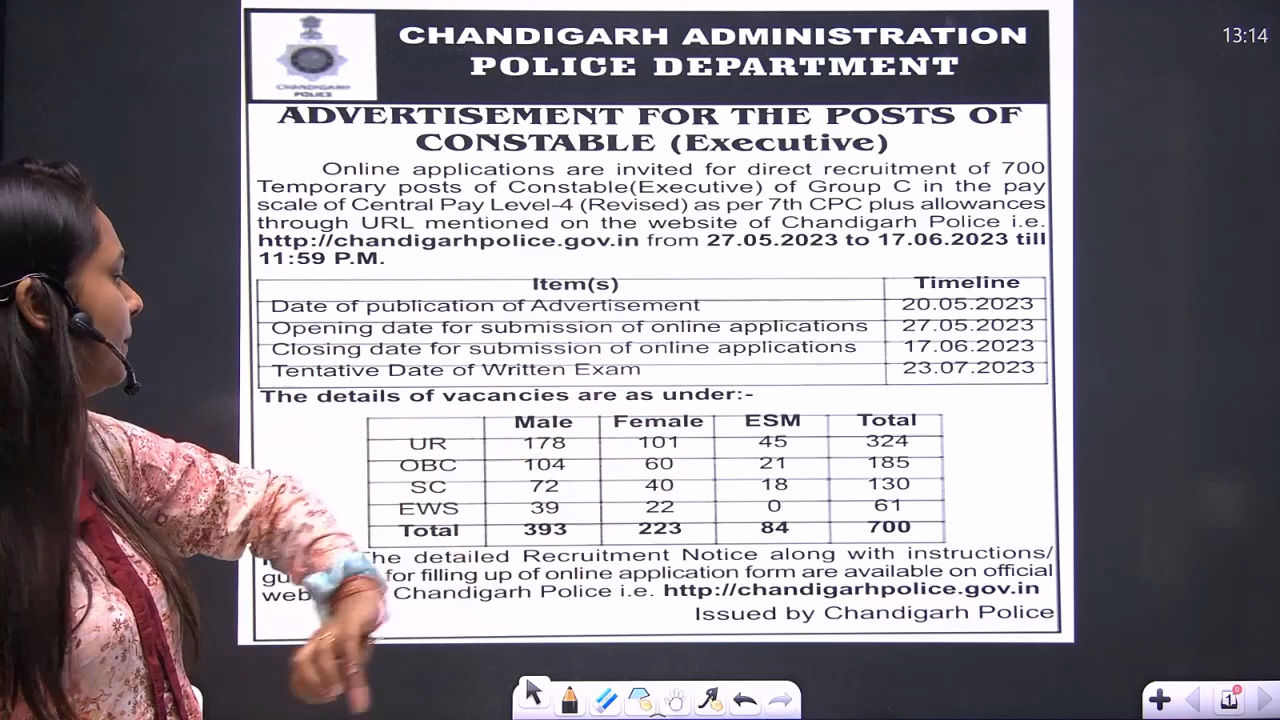 13:14
CHANDIGARH POLICE
CHANDIGARH ADMINISTRATION
POLICE DEPARTMENT
ADVERTISEMENT FOR THE POSTS OF
CONSTABLE (Executive)
Online applications are invited for direct recruitment of 700
Temporary posts of Constable(Executive) of Group C in the pay
scale of Central Pay Level-4 (Revised) as per 7th CPC plus allowances
through URL mentioned on the website of Chandigarh Police i.e.
http://chandigarhpolice.gov.in from 27.05.2023 to 17.06.2023 till
11:59 P.M.
Item(s) Timeline
Date of publication of Advertisement 20.05.2023
Opening date for submission of online applications 27.05.2023
Closing date for submission of online applications 17.06.2023
Tentative Date of Written Exam 23.07.2023
The details of vacancies are as under:-
Male Female ESM Total
UR 178 101 45 324
OBC 104 60 21 185
SC 72 40 18 130
EWS 39 22 0 61
Total 393 223 84 700
he detailed Recruitment Notice along with instructions/
gu for filling up of online application form are available on official
web Chandigarh Police i.e. http://chandigarhpolice.gov.in
Issued by Chandigarh Police
1